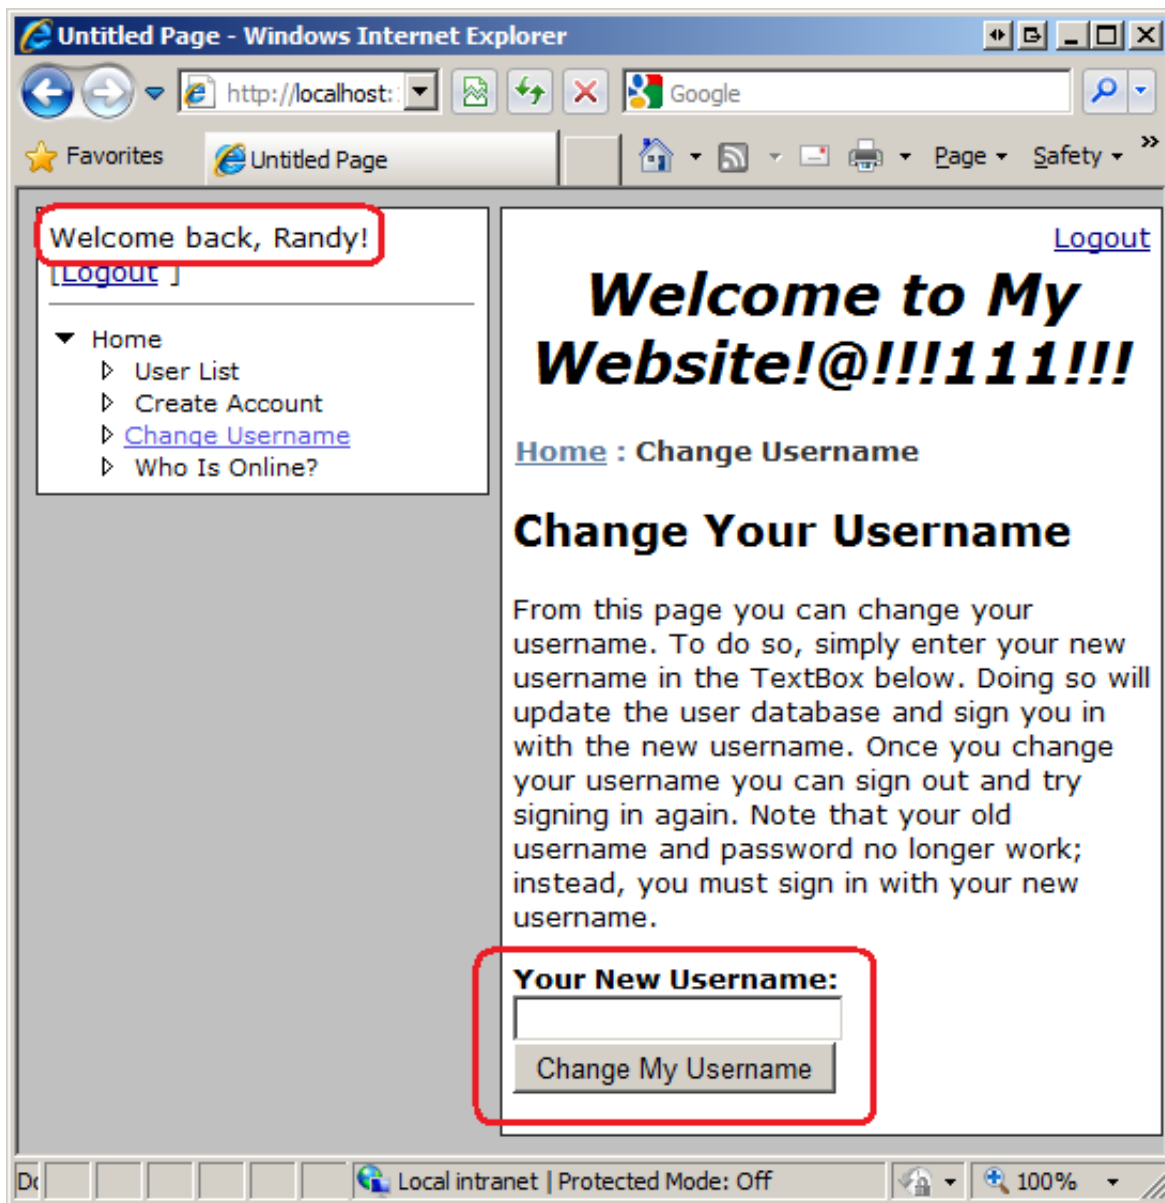 Untitled Page - Windows Internet Explorer
http://localhost:
Google
Favorites
Untitled Page
Page
Safety
»
Welcome back, Randy!
[Logout ]
Home
User List
Create Account
Change Username
Who Is Online?
Logout
Welcome to My
Website!@!!!111!!!
Home : Change Username
Change Your Username
From this page you can change your
username. To do so, simply enter your new
username in the TextBox below. Doing so will
update the user database and sign you in
with the new username. Once you change
your username you can sign out and try
signing in again. Note that your old
username and password no longer work;
instead, you must sign in with your new
username.
Your New Username:
Change My Username
Local intranet | Protected Mode: Off
100%